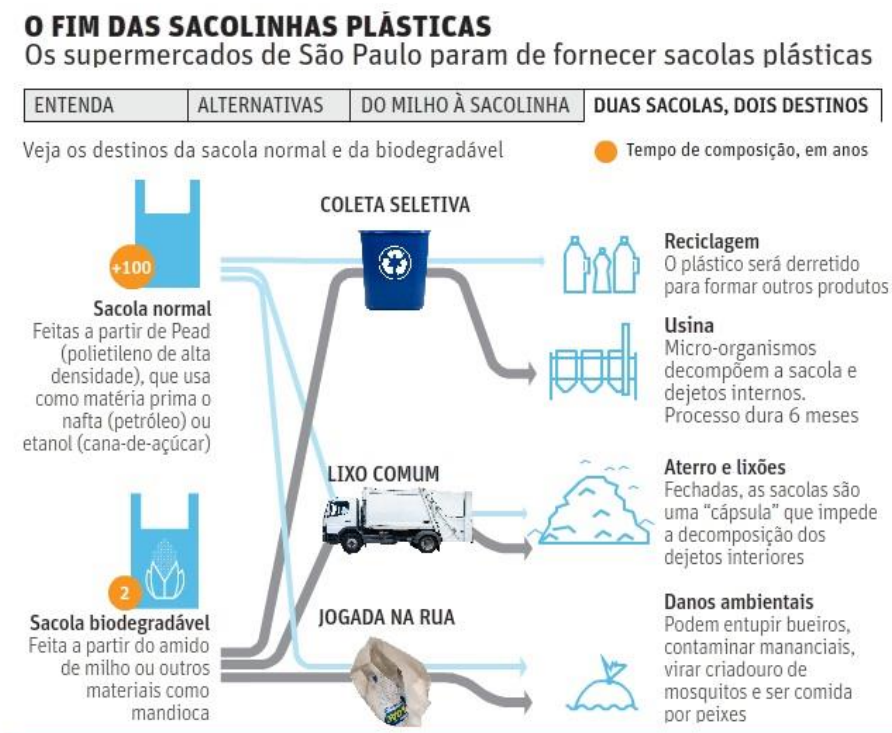 O FIM DAS SACOLINHAS PLÁSTICAS
Os supermercados de São Paulo param de fornecer sacolas plásticas
ENTENDA
ALTERNATIVAS
DO MILHO À SACOLINHA
DUAS SACOLAS, DOIS DESTINOS
Veja os destinos da sacola normal e da biodegradável
Tempo de composição, em anos
+100
Sacola normal
Feitas a partir de Pead
(polietileno de alta
densidade), que usa
como matéria prima o
nafta (petróleo) ou
etanol (cana-de-açúcar)
2
Sacola biodegradável
Feita a partir do amido
de milho ou outros
materiais como
mandioca
COLETA SELETIVA
LIXO COMUM
JOGADA NA RUA
Reciclagem
O plástico será derretido
para formar outros produtos
Usina
Micro-organismos
decompõem a sacola e
dejetos internos.
Processo dura 6 meses
Aterro e lixões
Fechadas, as sacolas são
uma “cápsula” que impede
a decomposição dos
dejetos interiores
Danos ambientais
Podem entupir bueiros,
contaminar mananciais,
virar criadouro de
mosquitos e ser comida
por peixes